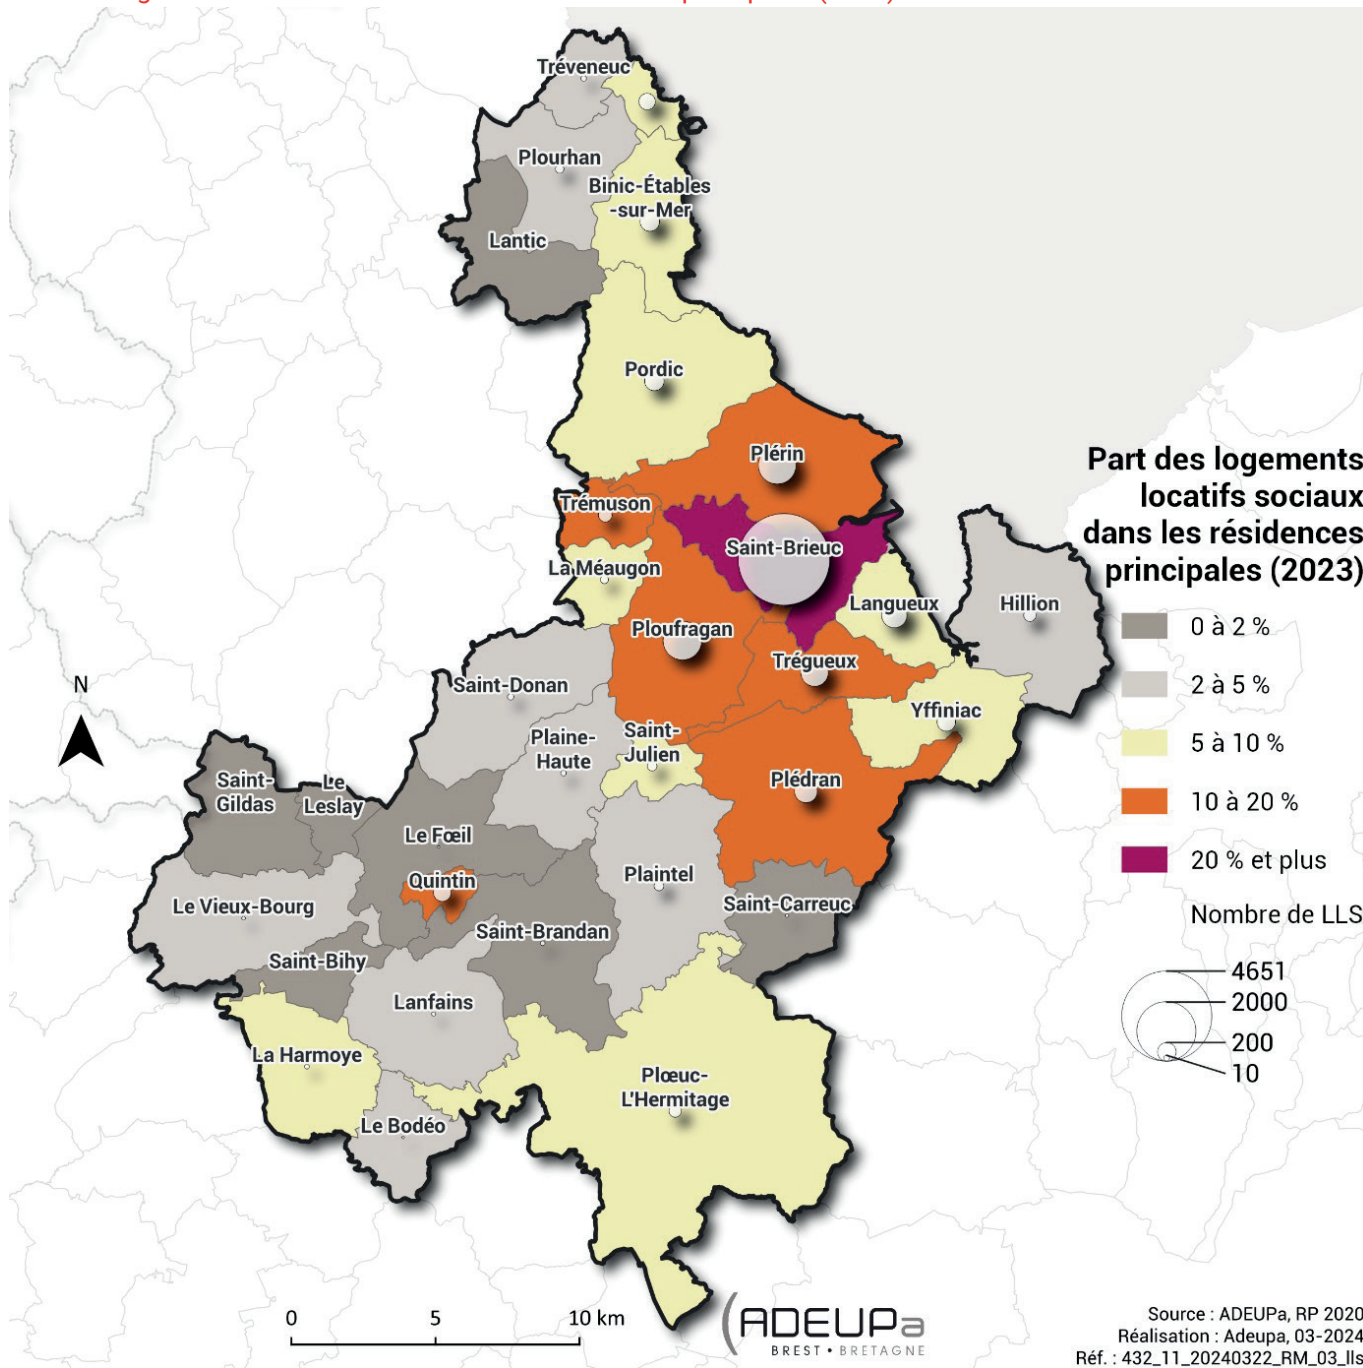 Tréveneuc
Plourhan
Binic-Étables
-sur-Mer
Lantic
Pordic
Plérin
Trémuson
Saint-Brieuc
La Méaugon
Langueux
Hillion
Ploufragan
Trégueux
Saint-Donan
Yffiniac
Plaine-
Haute
Saint-
Julien
Plédran
Saint-
Gildas
Le
Leslay
Le Fœil
Quintin
Plaintel
Saint-Carreuc
Le Vieux-Bourg
Saint-Brandan
Saint-Bihy
Lanfains
La Harmoye
Plœuc-
L'Hermitage
Le Bodéo
N
Part des logements
locatifs sociaux
dans les résidences
principales (2023)
0 à 2 %
2 à 5 %
5 à 10 %
10 à 20 %
20 % et plus
Nombre de LLS
4651
2000
200
10
0 5 10 km
ADEUPa
BREST • BRETAGNE
Source : ADEUPa, RP 2020
Réalisation : Adeupa, 03-2024
Réf. : 432_11_20240322_RM_03_lls